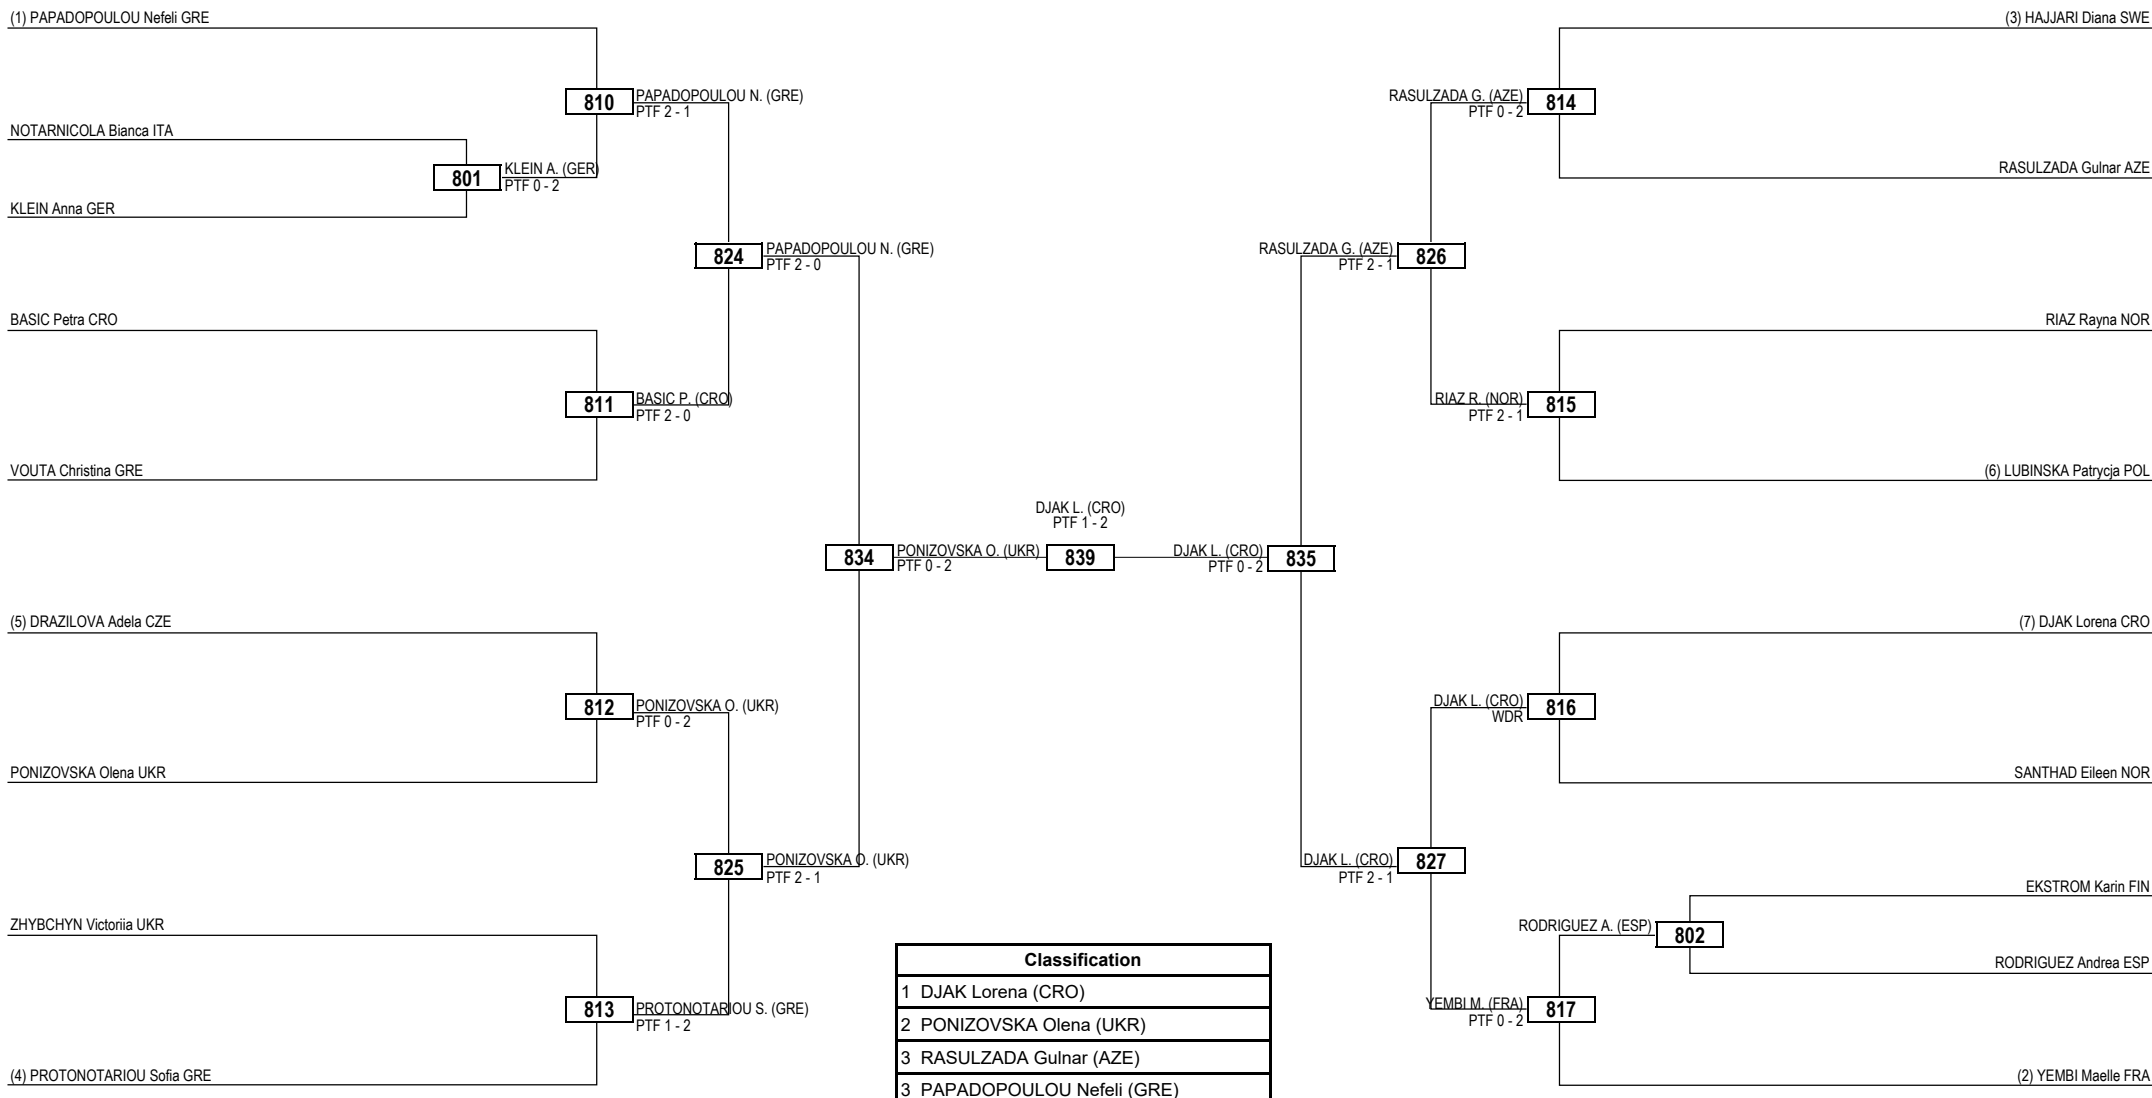 (1) PAPADOPOULOU Nefeli GRE
810
PAPADOPOULOU N. (GRE)
PTF 2 - 1
NOTARNICOLA Bianca ITA
801
KLEIN A. (GER)
PTF 0 - 2
KLEIN Anna GER
824
PAPADOPOULOU N. (GRE)
PTF 2 - 0
BASIC Petra CRO
811
BASIC P. (CRO)
PTF 2 - 0
VOUTA Christina GRE
834
PONIZOVSKA O. (UKR)
PTF 0 - 2
(5) DRAZILOVA Adela CZE
812
PONIZOVSKA O. (UKR)
PTF 0 - 2
PONIZOVSKA Olena UKR
825
PONIZOVSKA O. (UKR)
PTF 2 - 1
ZHYBCHYN Victoriia UKR
813
PROTONOTARIOU S. (GRE)
PTF 1 - 2
(4) PROTONOTARIOU Sofia GRE
DJAK L. (CRO)
PTF 1 - 2
839
(3) HAJJARI Diana SWE
RASULZADA G. (AZE)
PTF 0 - 2
814
RASULZADA Gulnar AZE
RASULZADA G. (AZE)
PTF 2 - 1
826
RIAZ Rayna NOR
RIAZ R. (NOR)
PTF 2 - 1
815
(6) LUBINSKA Patrycja POL
DJAK L. (CRO)
PTF 0 - 2
835
(7) DJAK Lorena CRO
DJAK L. (CRO)
WDR
816
SANTHAD Eileen NOR
DJAK L. (CRO)
PTF 2 - 1
827
EKSTROM Karin FIN
RODRIGUEZ A. (ESP)
802
RODRIGUEZ Andrea ESP
YEMBI M. (FRA)
PTF 0 - 2
817
(2) YEMBI Maelle FRA
Classification
1 DJAK Lorena (CRO)
2 PONIZOVSKA Olena (UKR)
3 RASULZADA Gulnar (AZE)
3 PAPADOPOULOU Nefeli (GRE)